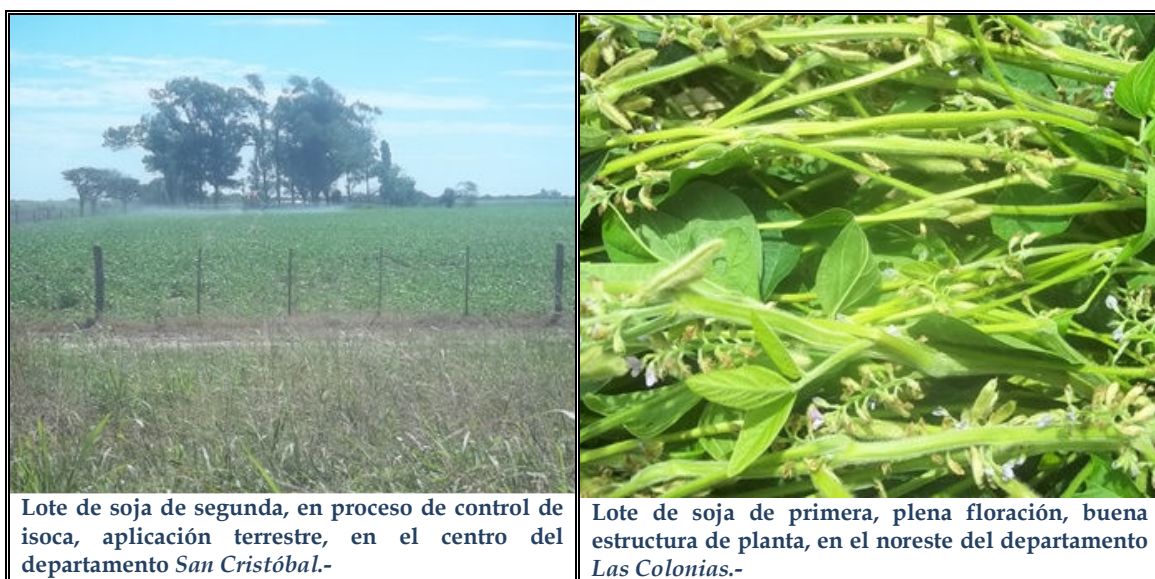 Lote de soja de segunda, en proceso de control de
isoca, aplicación terrestre, en el centro del
departamento San Cristóbal.-
Lote de soja de primera, plena floración, buena
estructura de planta, en el noreste del departamento
Las Colonias.-